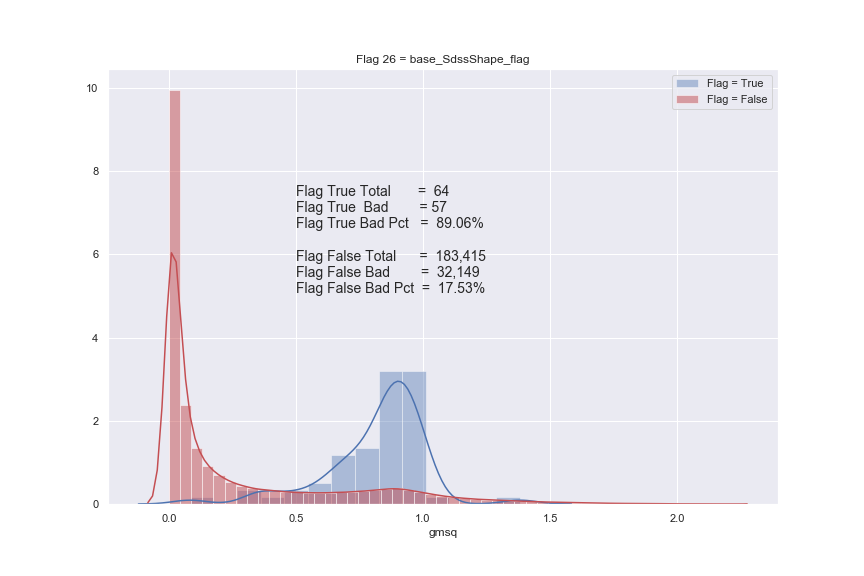 Flag 26 = base_SdssShape_flag
Flag = True
Flag = False
10
8
6
4
2
0
Flag True Total = 64
Flag True Bad = 57
Flag True Bad Pct = 89.06%
Flag False Total = 183,415
Flag False Bad = 32,149
Flag False Bad Pct = 17.53%
0.0 0.5 1.0 1.5 2.0
gmsq